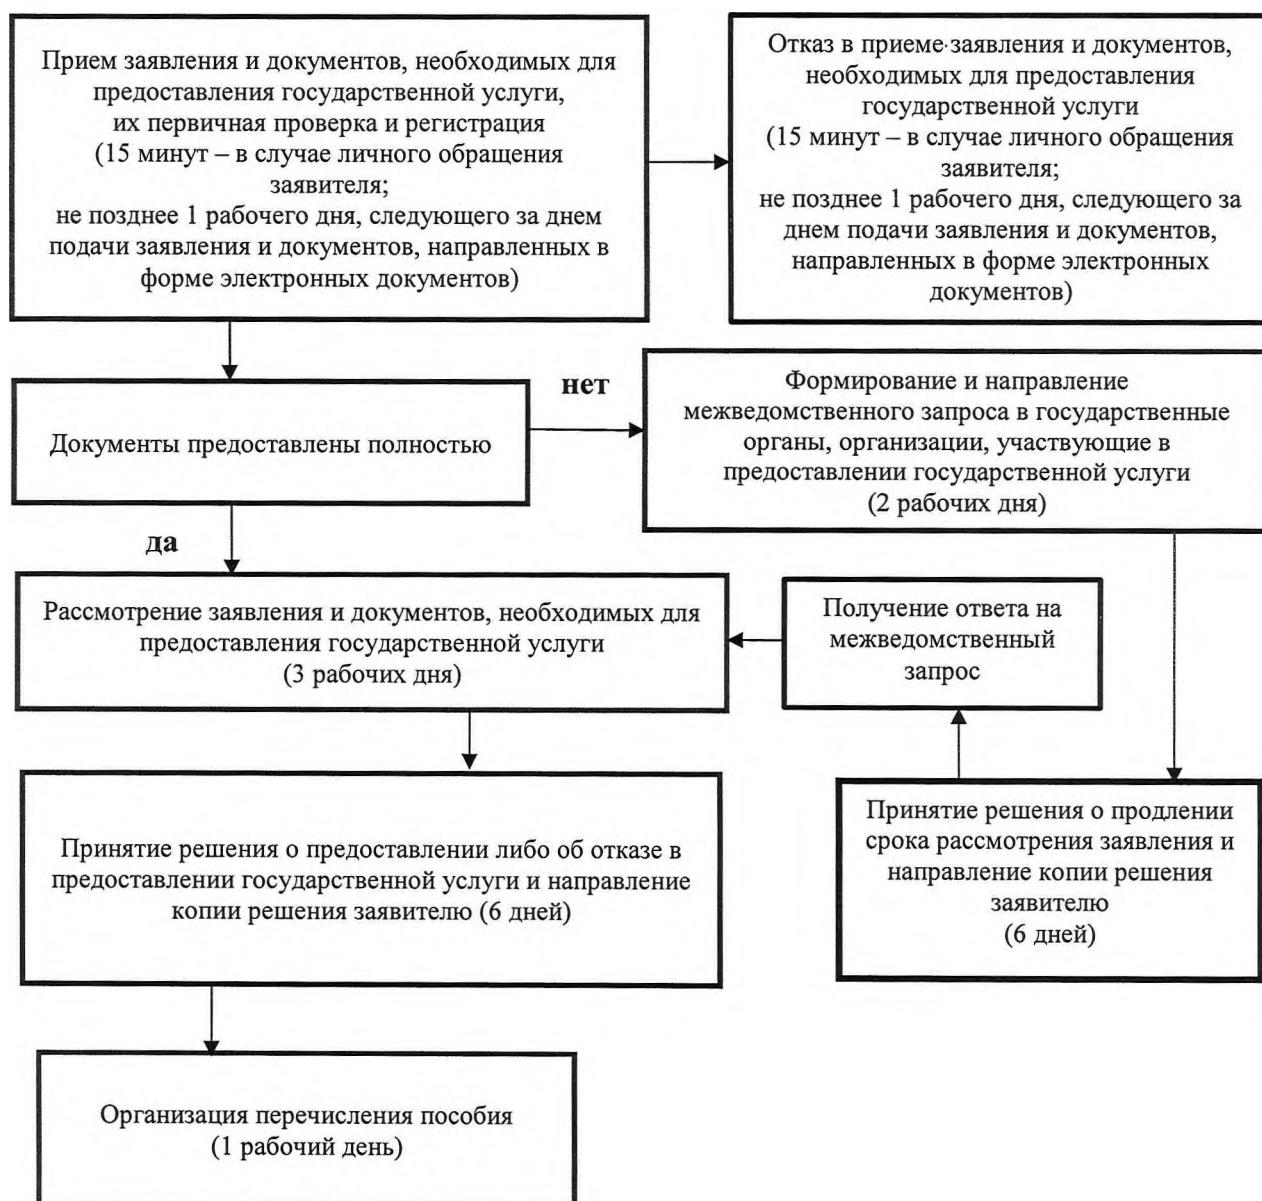 Прием заявления и документов, необходимых для
предоставления государственной услуги,
их первичная проверка и регистрация
(15 минут – в случае личного обращения
заявителя;
не позднее 1 рабочего дня, следующего за днем
подачи заявления и документов, направленных в
форме электронных документов)
Отказ в приеме заявления и документов,
необходимых для предоставления
государственной услуги
(15 минут – в случае личного обращения
заявителя;
не позднее 1 рабочего дня, следующего за
днем подачи заявления и документов,
направленных в форме электронных
документов)
Документы предоставлены полностью
нет
Формирование и направление
межведомственного запроса в государственные
органы, организации, участвующие в
предоставлении государственной услуги
(2 рабочих дня)
да
Рассмотрение заявления и документов, необходимых для
предоставления государственной услуги
(3 рабочих дня)
Получение ответа на
межведомственный
запрос
Принятие решения о предоставлении либо об отказе в
предоставлении государственной услуги и направление
копии решения заявителю (6 дней)
Принятие решения о продлении
срока рассмотрения заявления и
направление копии решения
заявителю
(6 дней)
Организация перечисления пособия
(1 рабочий день)